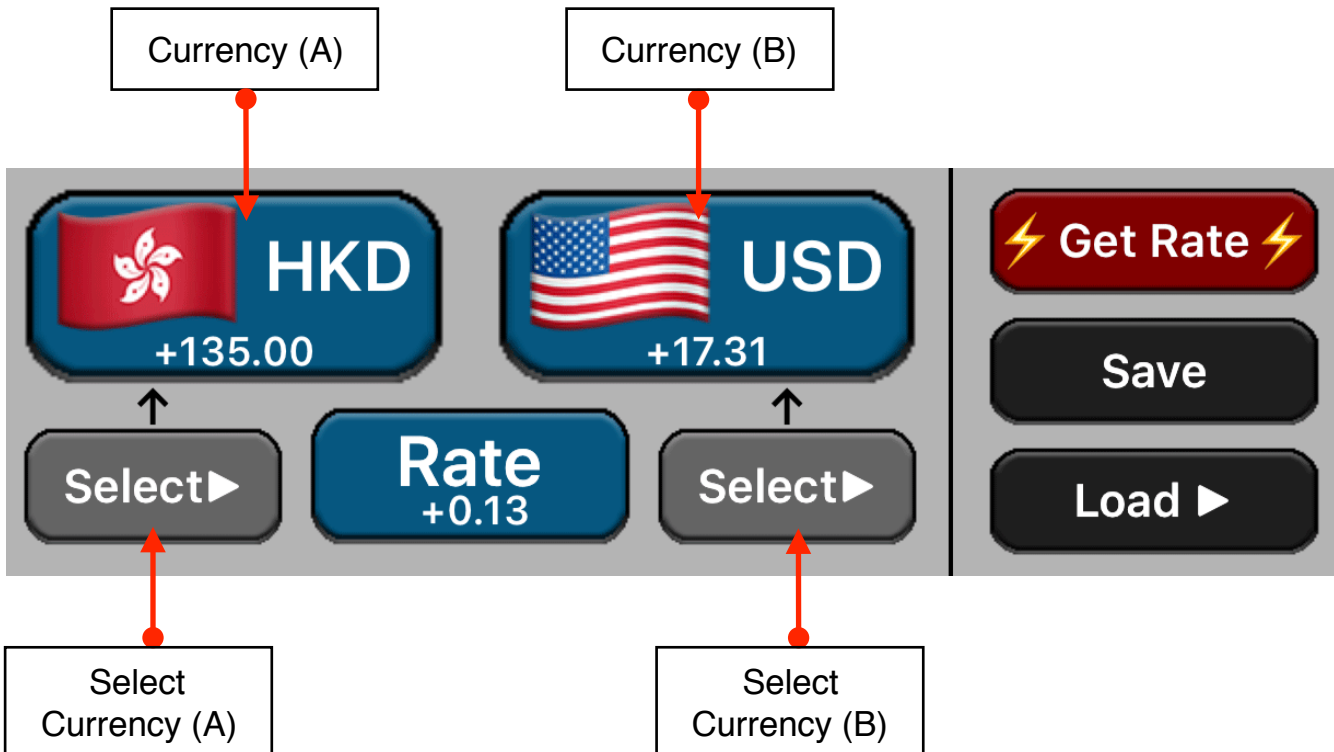 Currency (A)
Currency (B)
HKD
+135.00
USD
+17.31
⚡ Get Rate ⚡
Save
Select▶
Rate
+0.13
Select▶
Load ▶
Select
Currency (A)
Select
Currency (B)